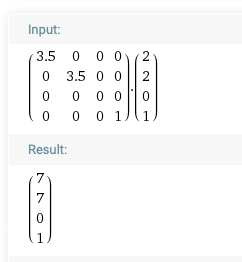 Input:
(3.5 0 0 0) (2)
(0 3.5 0 0) (2)
(0 0 0 0) . (0)
(0 0 0 1) (1)
Result:
(7)
(7)
(0)
(1)